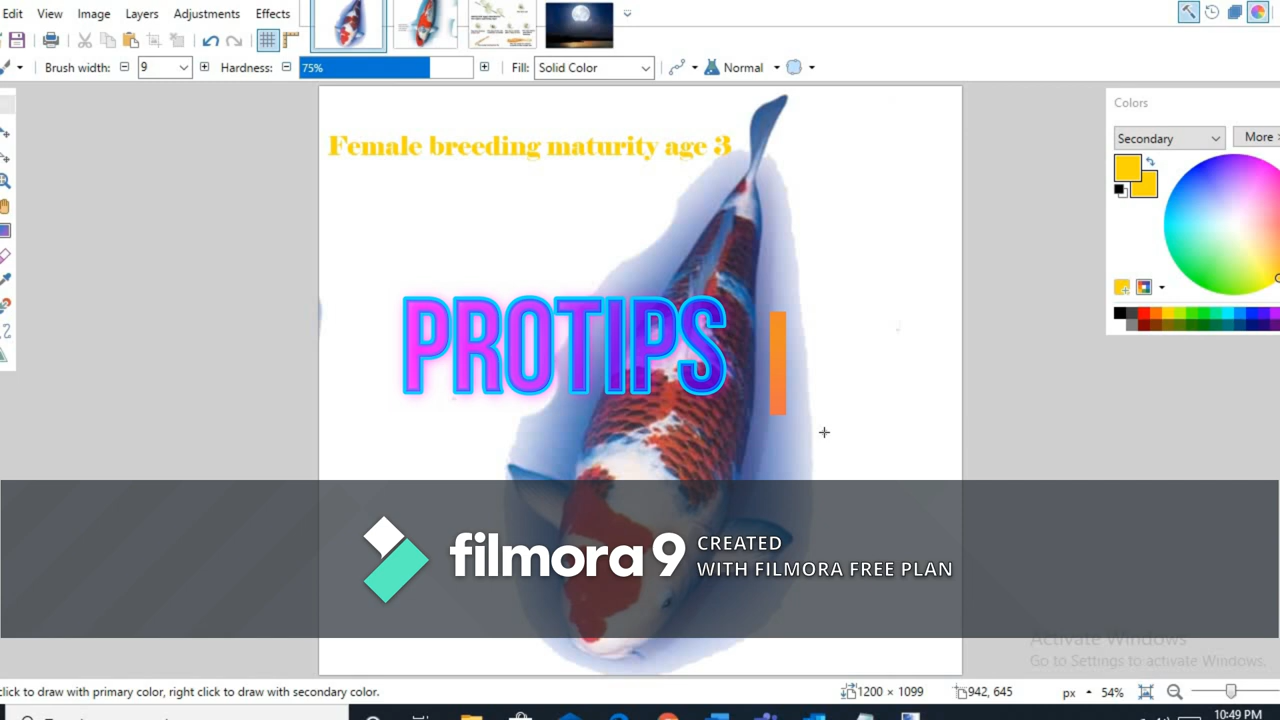 Edit View Image Layers Adjustments Effects
Brush width: 9 Hardness: 75% Fill: Solid Color Normal
Colors
Secondary More
Female breeding maturity age 3
PROTIPS
filmora9 CREATED
WITH FILMORA FREE PLAN
Activate Windows
Go to Settings to activate Windows.
click to draw with primary color, right click to draw with secondary color. 1200 × 1099 942, 645 px 54%
10:49 PM